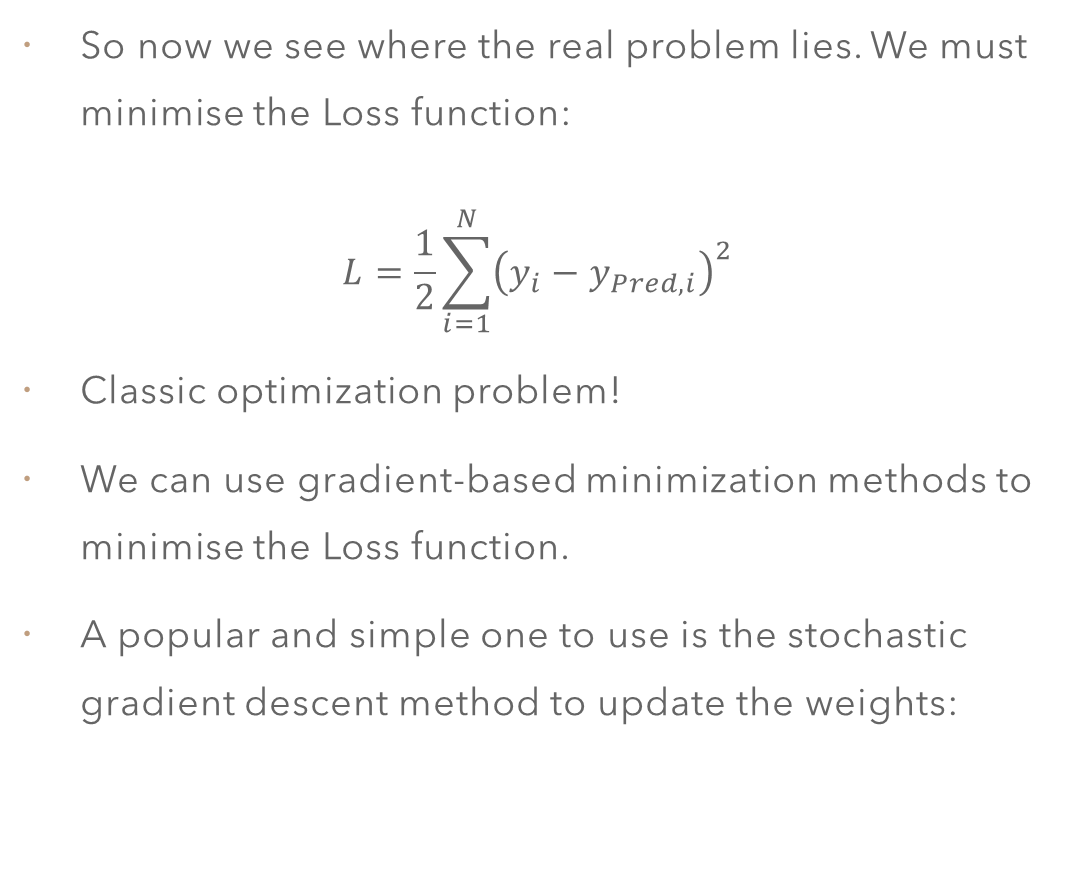 · So now we see where the real problem lies. We must
minimise the Loss function:
L = \frac{1}{2} \sum_{i=1}^{N} (y_i − y_{Pred,i})^2
· Classic optimization problem!
· We can use gradient-based minimization methods to
minimise the Loss function.
· A popular and simple one to use is the stochastic
gradient descent method to update the weights: